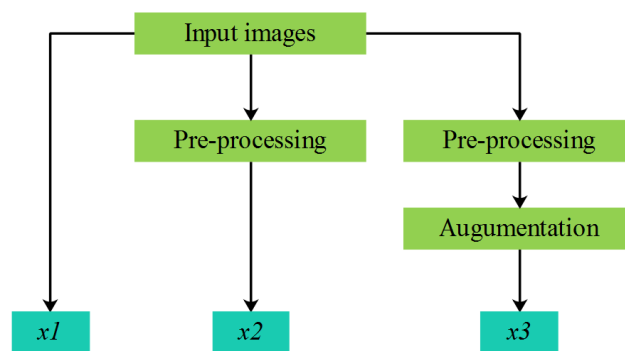 Input images
Pre-processing
Pre-processing
Augumentation
x1
x2
x3